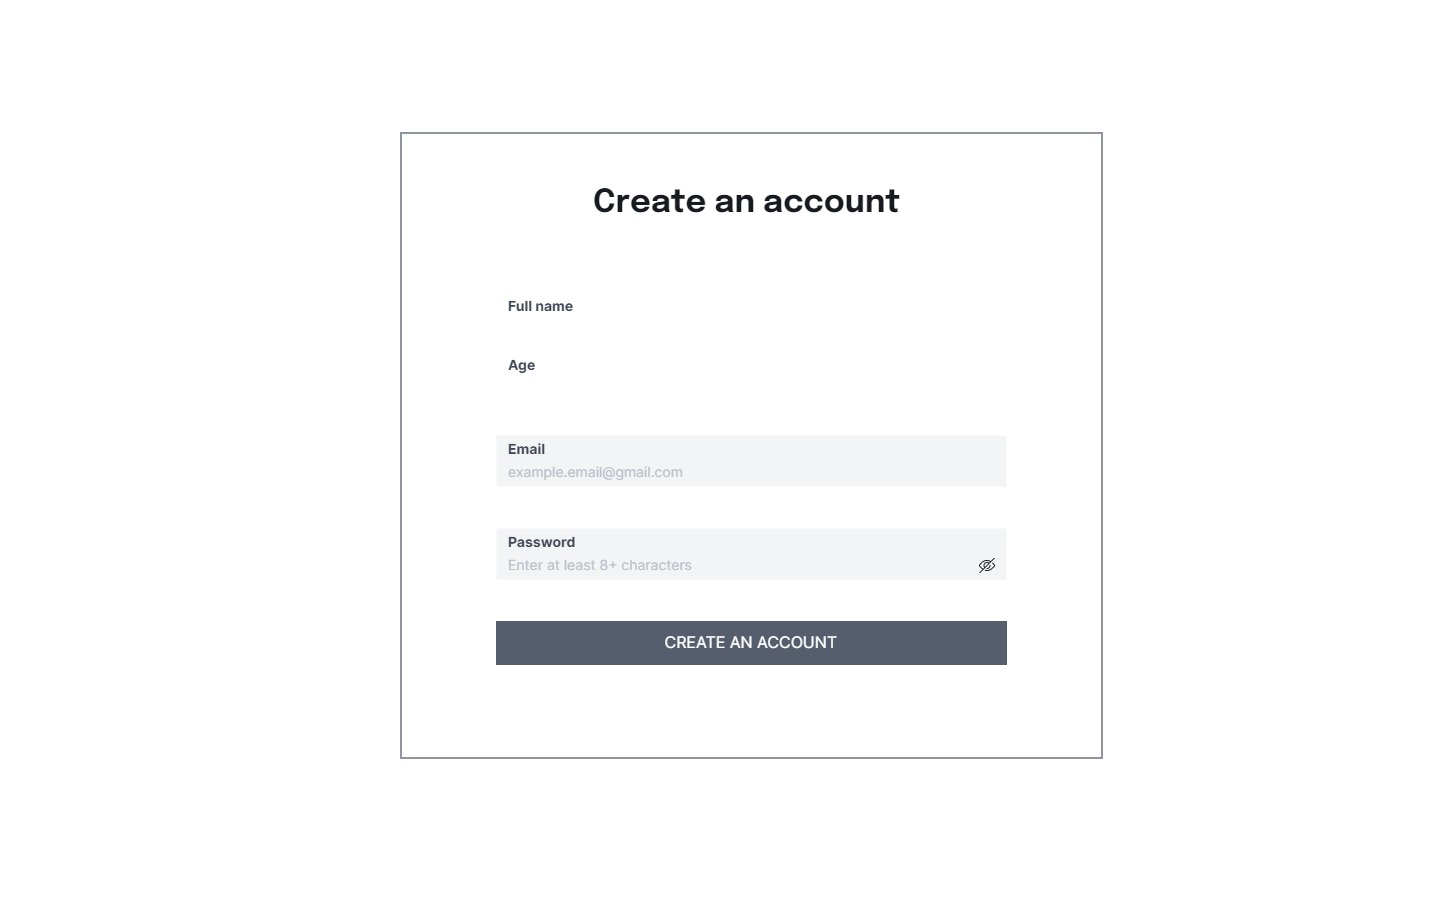 Create an account
Full name
Age
Email
example.email@gmail.com
Password
Enter at least 8+ characters
CREATE AN ACCOUNT